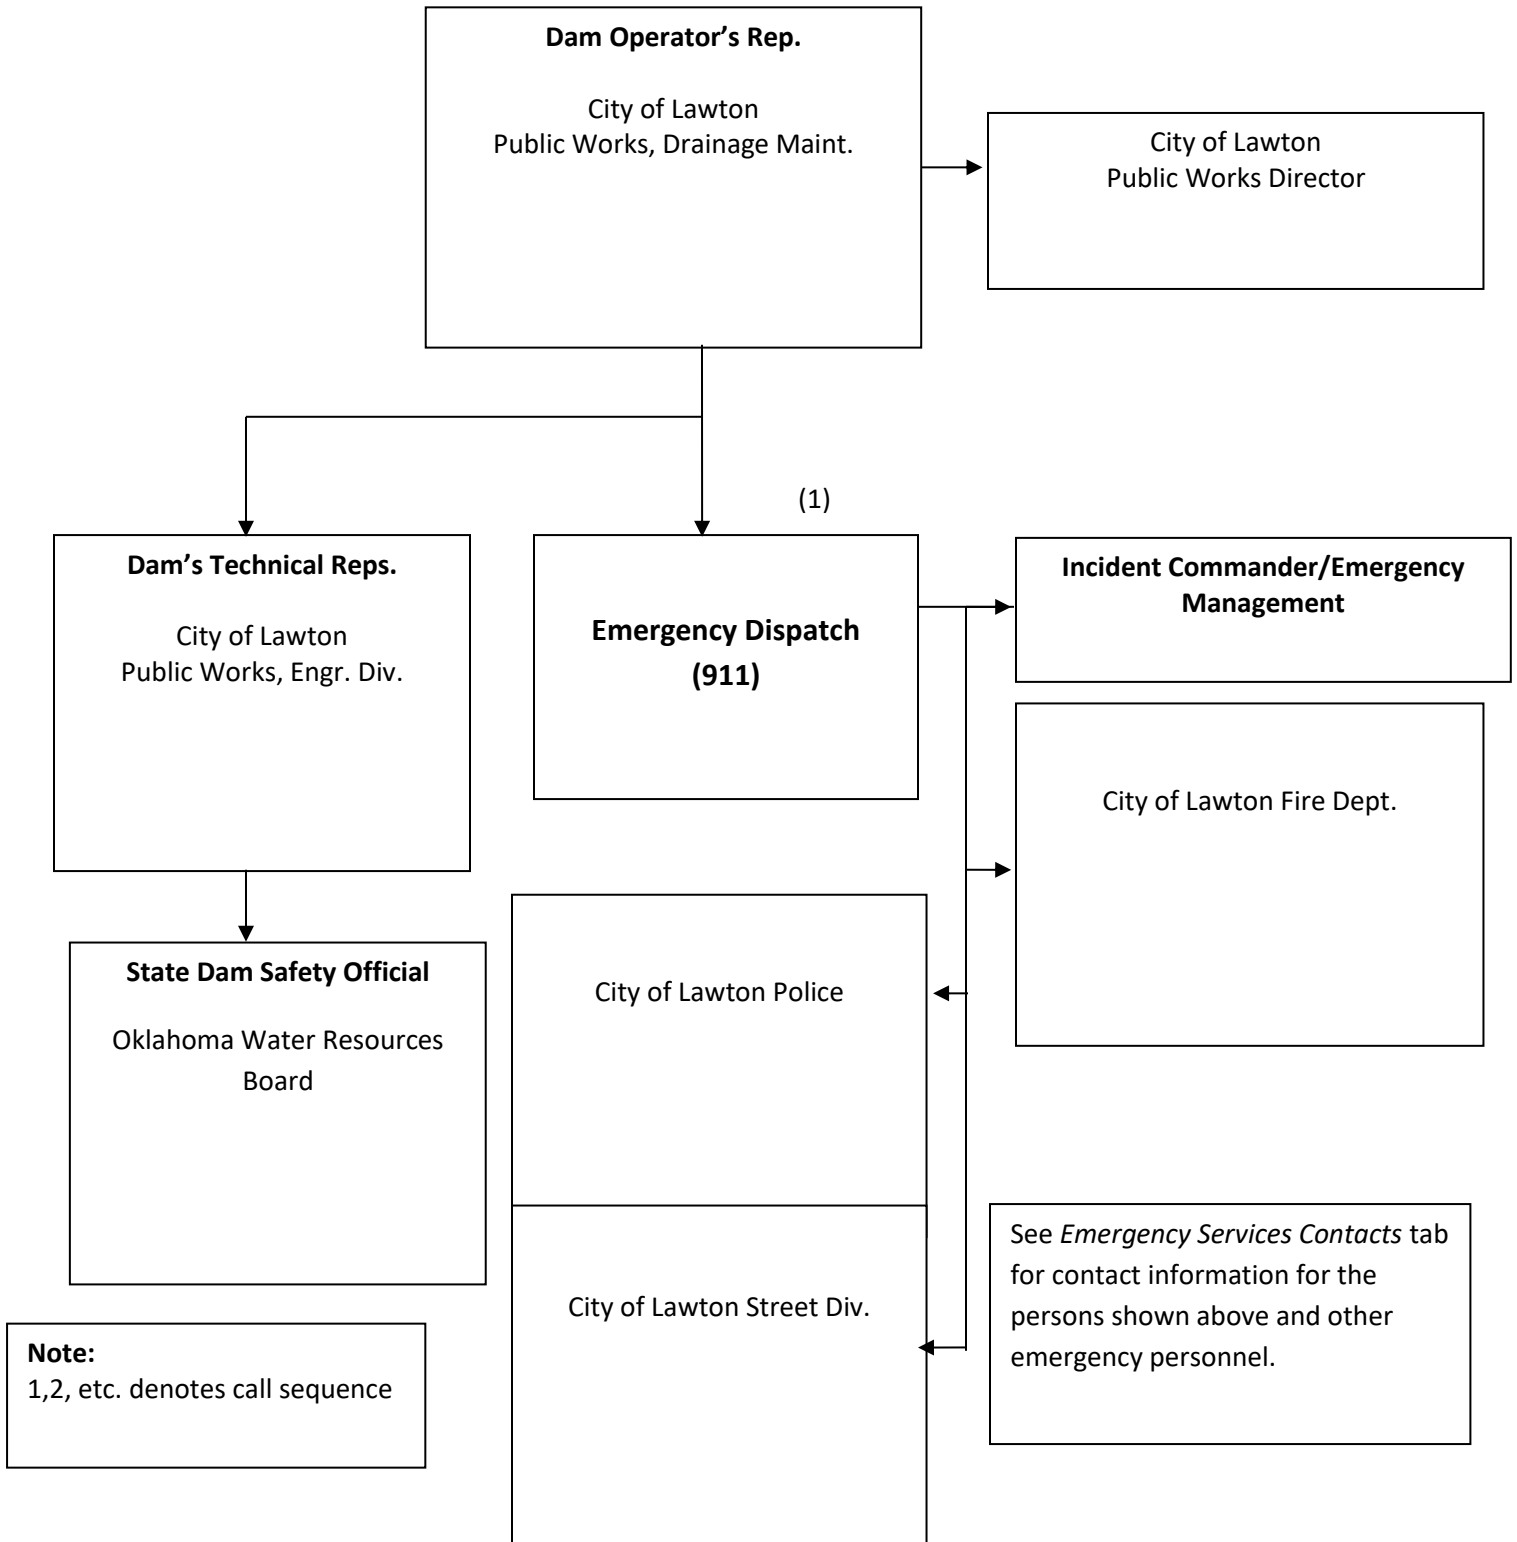 Dam Operator’s Rep.
City of Lawton
Public Works, Drainage Maint.
City of Lawton
Public Works Director
(1)
Dam’s Technical Reps.
City of Lawton
Public Works, Engr. Div.
Emergency Dispatch
(911)
Incident Commander/Emergency
Management
City of Lawton Fire Dept.
State Dam Safety Official
Oklahoma Water Resources
Board
City of Lawton Police
City of Lawton Street Div.
See Emergency Services Contacts tab
for contact information for the
persons shown above and other
emergency personnel.
Note:
1,2, etc. denotes call sequence